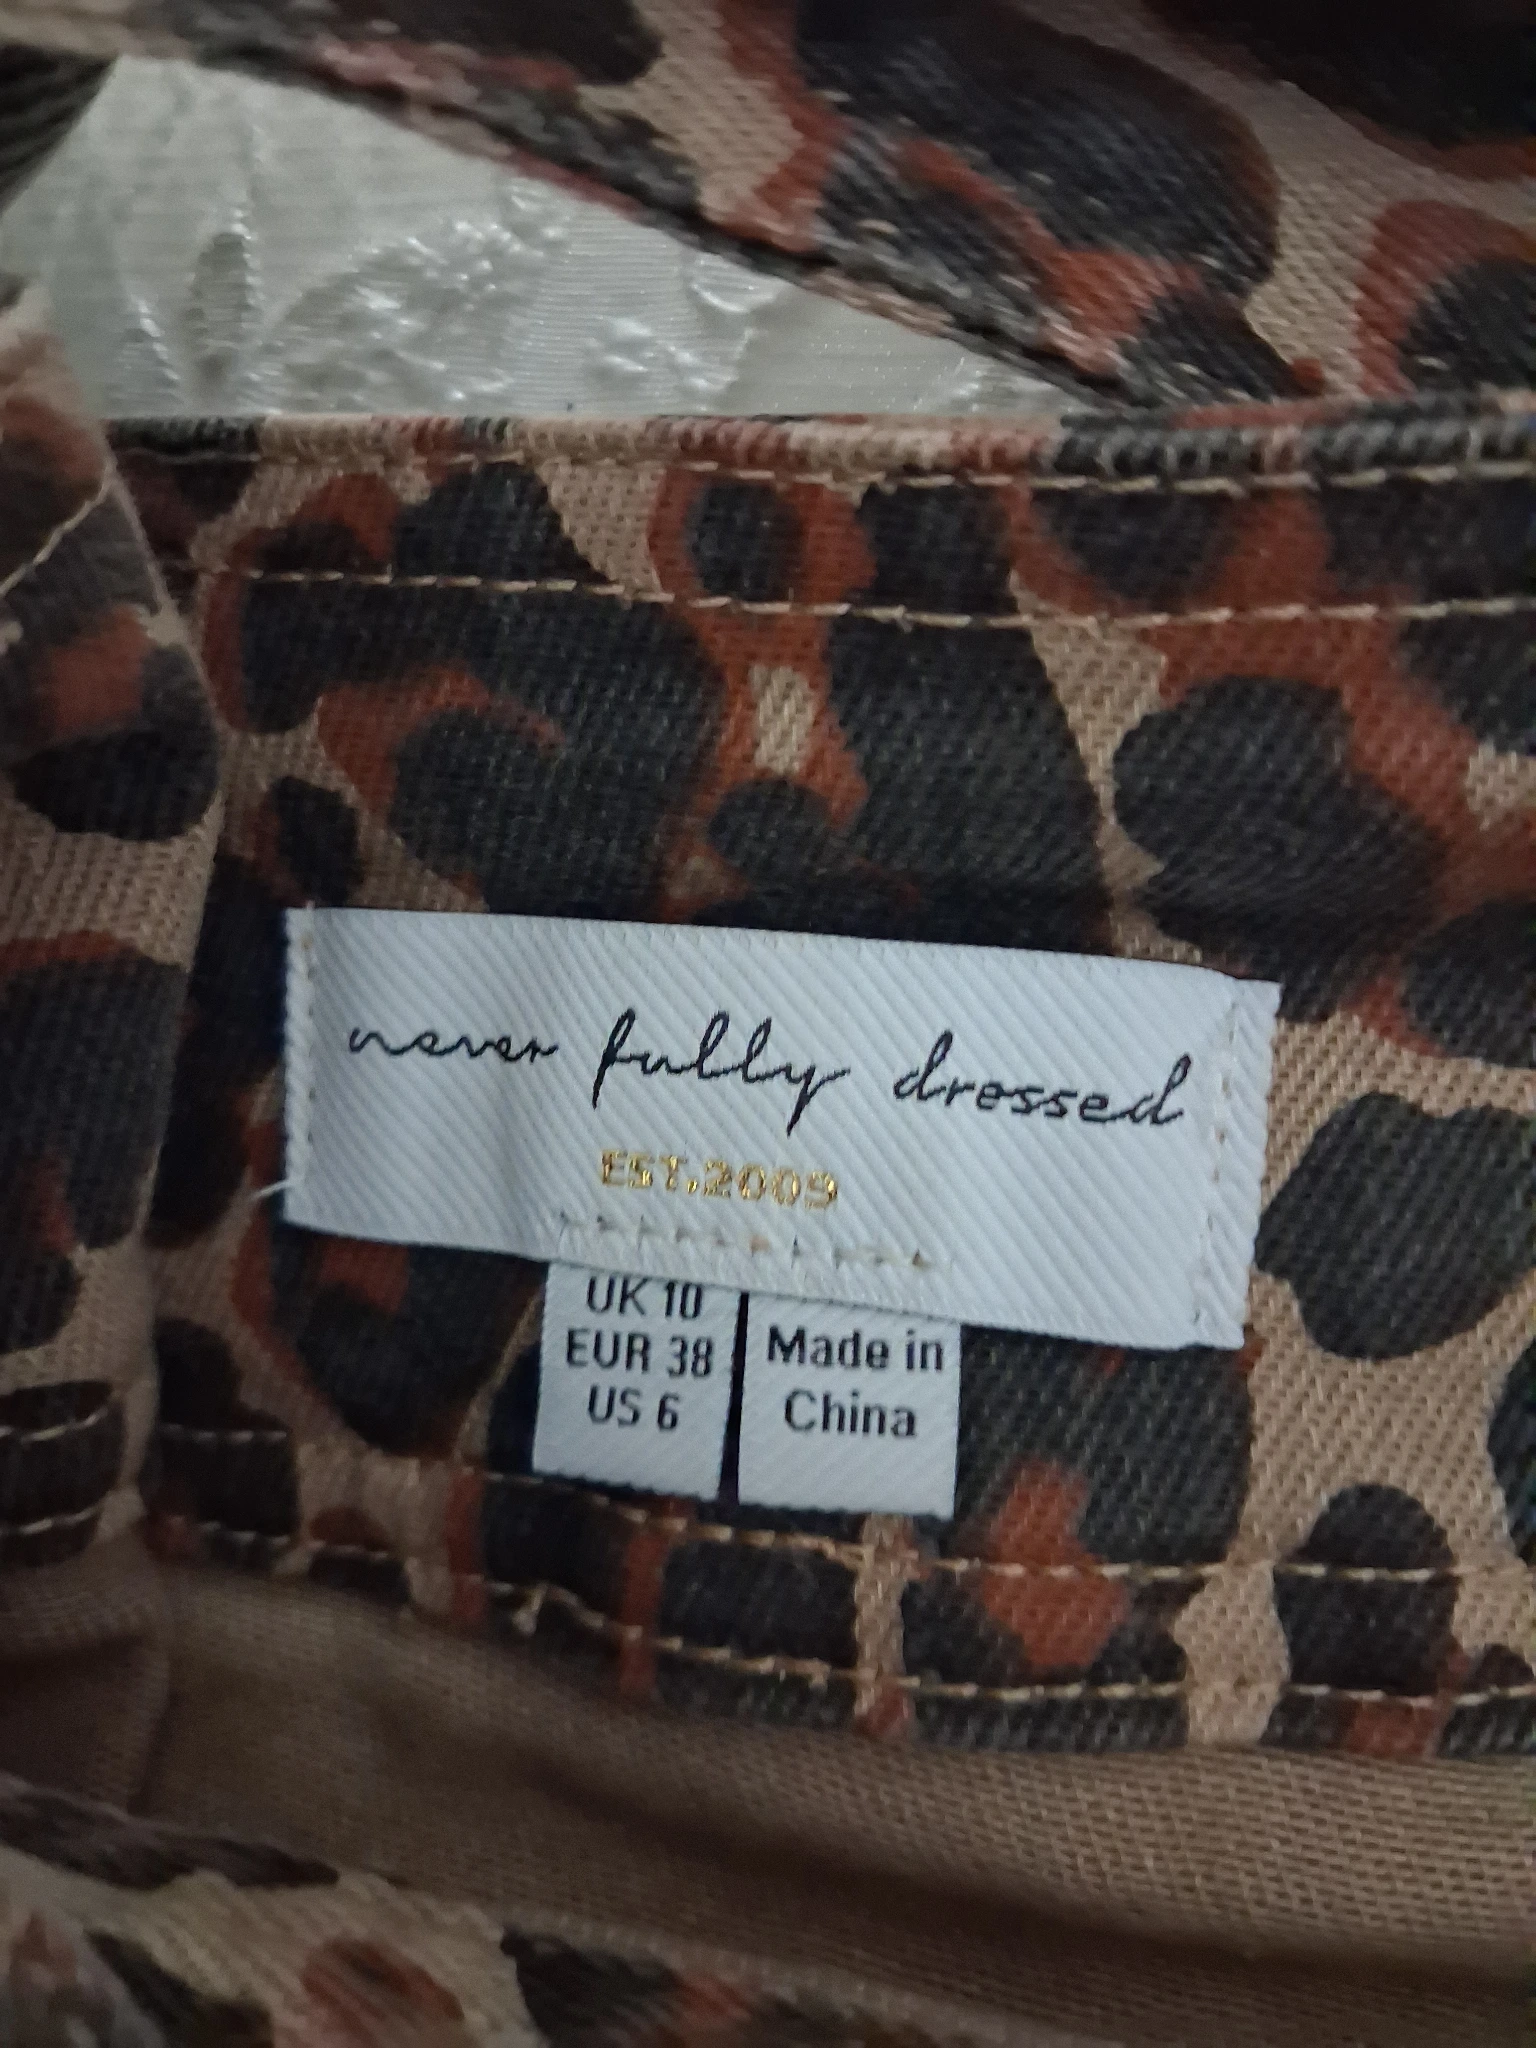 never fully dressed
EST.2009
UK 10
EUR 38
US 6
Made in
China